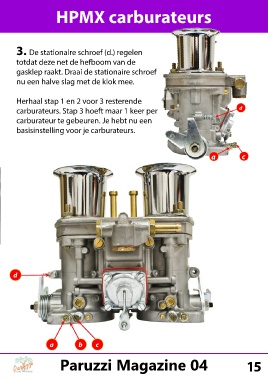 HPMX carburateurs
3. De stationaire schroef (d.) regelen
totdat deze net de hefboom van de
gasklep raakt. Draai de stationaire schroef
nu een halve slag met de klok mee.
Herhaal stap 1 en 2 voor 3 resterende
carburateurs. Stap 3 hoeft maar 1 keer per
carburateur te gebeuren. Je hebt nu een
basisinstelling voor je carburateurs.
d
a
c
d
a
b
c
Paruzzi Magazine 04
15